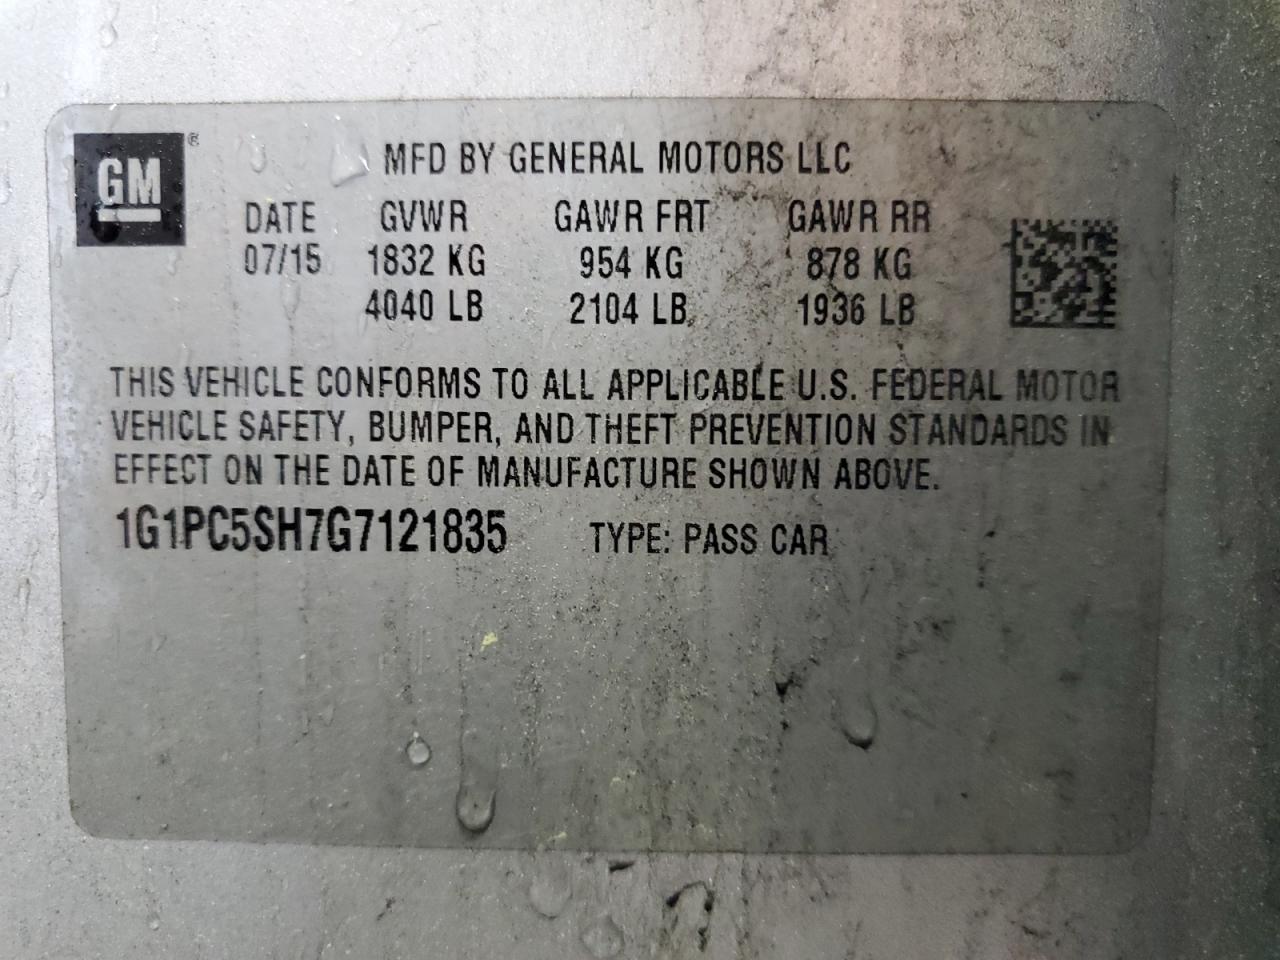 GM ®
MFD BY GENERAL MOTORS LLC
DATE GVWR GAWR FRT GAWR RR
07/15 1832 KG 954 KG 878 KG
4040 LB 2104 LB 1936 LB
THIS VEHICLE CONFORMS TO ALL APPLICABLE U.S. FEDERAL MOTOR
VEHICLE SAFETY, BUMPER, AND THEFT PREVENTION STANDARDS IN
EFFECT ON THE DATE OF MANUFACTURE SHOWN ABOVE.
1G1PC5SH7G7121835 TYPE: PASS CAR